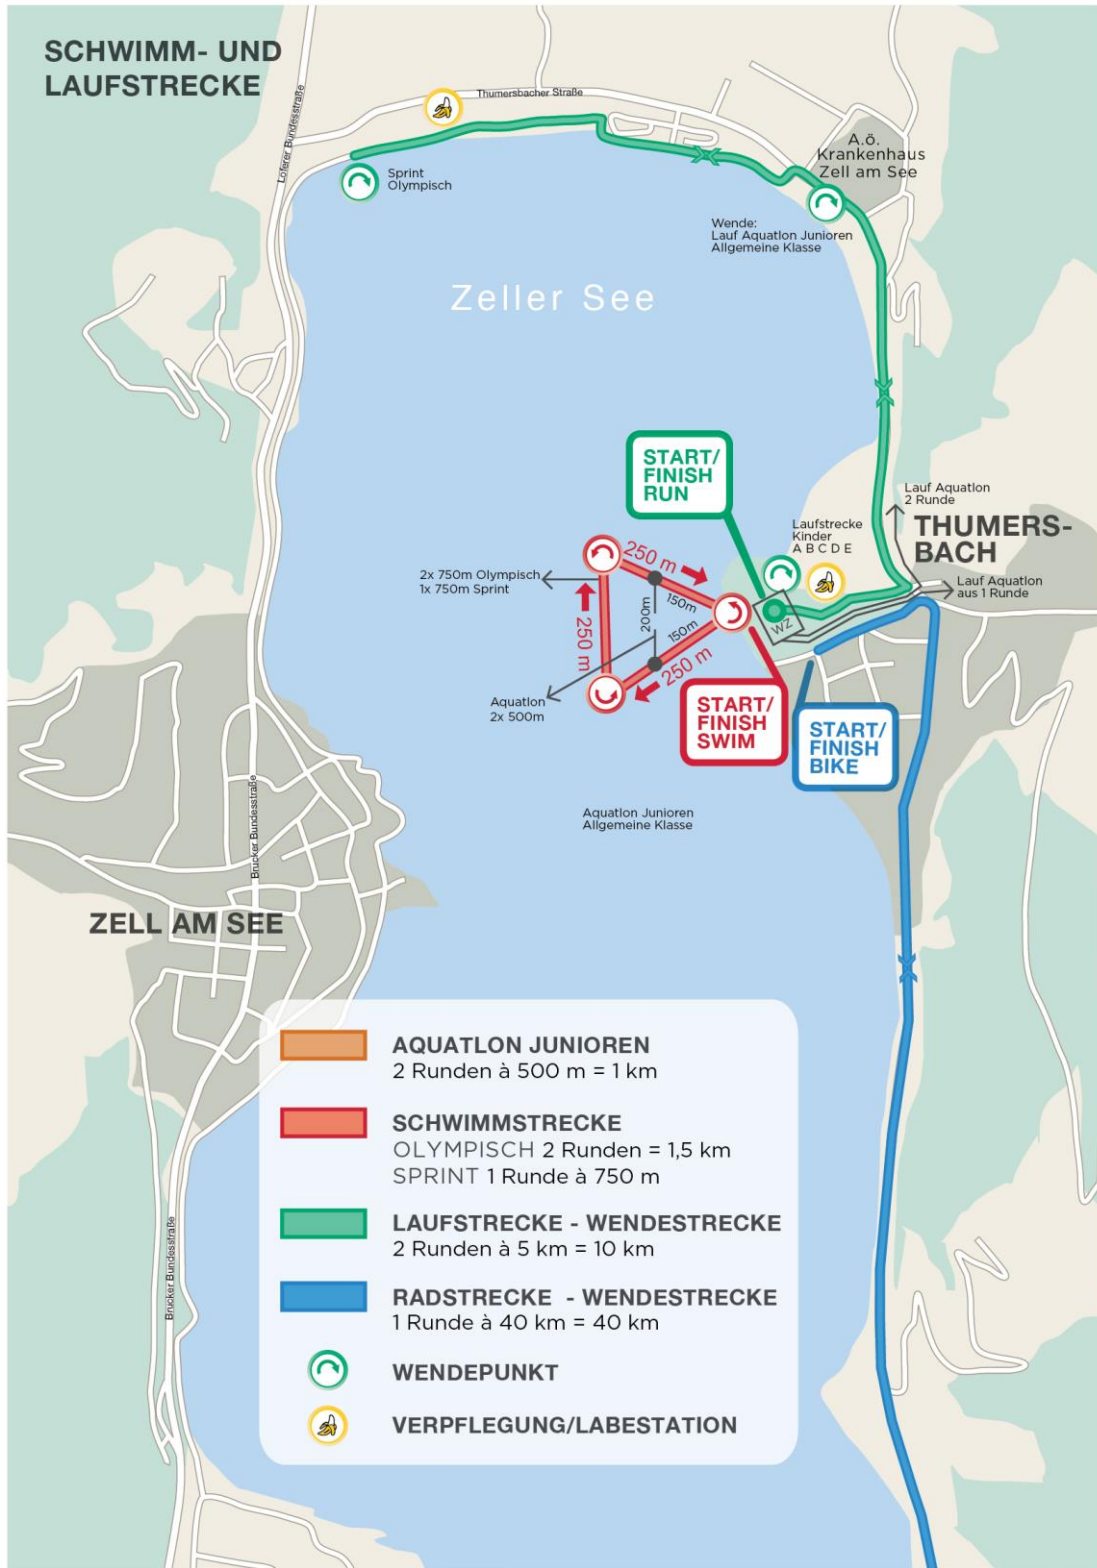 SCHWIMM- UND
LAUFSTRECKE
Loferer Bundesstraße
Thumersbacher Straße
Sprint
Olympisch
A.ö.
Krankenhaus
Zell am See
Wende:
Lauf Aquatlon Junioren
Allgemeine Klasse
Zeller See
START/
FINISH
RUN
Lauf Aquatlon
2 Runde
THUMERS-
BACH
Laufstrecke
Kinder
A B C D E
2x 750m Olympisch
1x 750m Sprint
250 m
150m
200m
250 m
150m
250 m
WZ
Lauf Aquatlon
aus 1 Runde
Aquatlon
2x 500m
START/
FINISH
SWIM
START/
FINISH
BIKE
Aquatlon Junioren
Allgemeine Klasse
Brucker Bundesstraße
ZELL AM SEE
AQUATLON JUNIOREN
2 Runden à 500 m = 1 km
SCHWIMMSTRECKE
OLYMPISCH 2 Runden = 1,5 km
SPRINT 1 Runde à 750 m
LAUFSTRECKE - WENDESTRECKE
2 Runden à 5 km = 10 km
RADSTRECKE - WENDESTRECKE
1 Runde à 40 km = 40 km
WENDEPUNKT
VERPFLEGUNG/LABESTATION
Brucker Bundesstraße